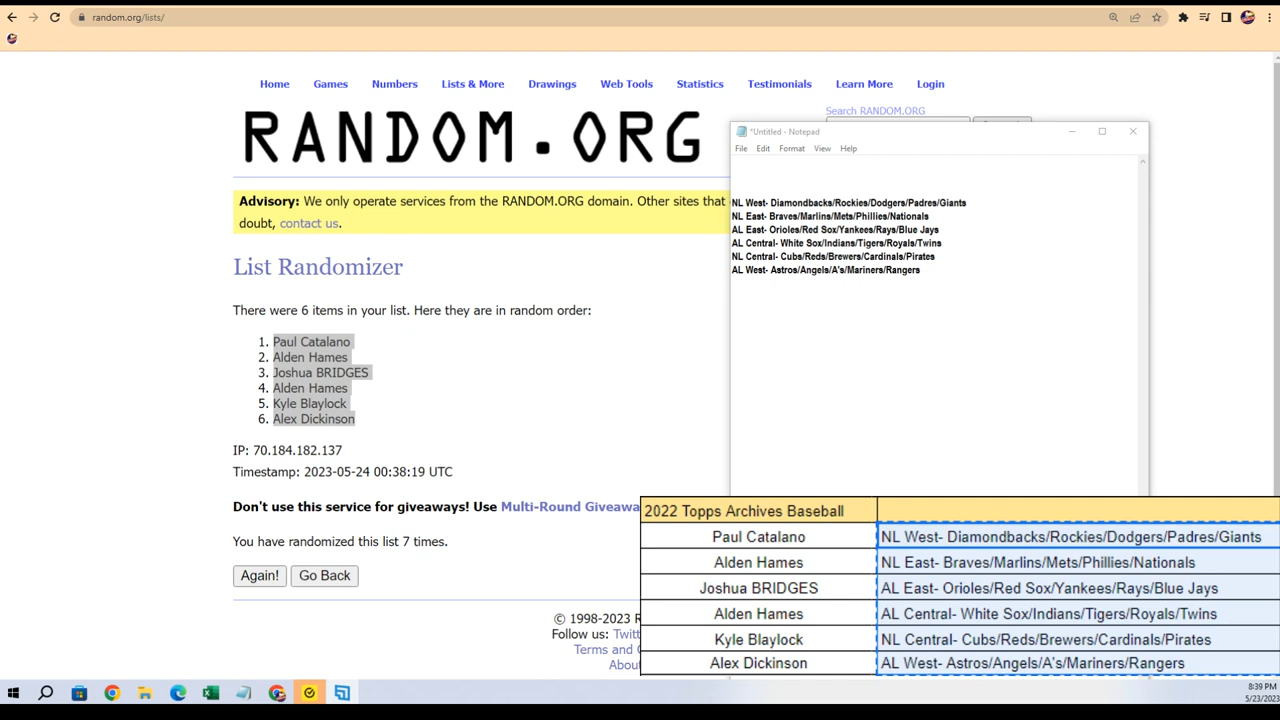 random.org/lists/
Home Games Numbers Lists & More Drawings Web Tools Statistics Testimonials Learn More Login
Search RANDOM.ORG
RANDOM.ORG
Advisory: We only operate services from the RANDOM.ORG domain. Other sites that
doubt, contact us.
List Randomizer
There were 6 items in your list. Here they are in random order:
1. Paul Catalano
2. Alden Hames
3. Joshua BRIDGES
4. Alden Hames
5. Kyle Blaylock
6. Alex Dickinson
IP: 70.184.182.137
Timestamp: 2023-05-24 00:38:19 UTC
Don't use this service for giveaways! Use Multi-Round Giveawa
You have randomized this list 7 times.
Again! Go Back
© 1998-2023 R
Follow us: Twitt
Terms and C
Abou
*Untitled - Notepad
File Edit Format View Help
NL West- Diamondbacks/Rockies/Dodgers/Padres/Giants
NL East- Braves/Marlins/Mets/Phillies/Nationals
AL East- Orioles/Red Sox/Yankees/Rays/Blue Jays
AL Central- White Sox/Indians/Tigers/Royals/Twins
NL Central- Cubs/Reds/Brewers/Cardinals/Pirates
AL West- Astros/Angels/A's/Mariners/Rangers
2022 Topps Archives Baseball
Paul Catalano NL West- Diamondbacks/Rockies/Dodgers/Padres/Giants
Alden Hames NL East- Braves/Marlins/Mets/Phillies/Nationals
Joshua BRIDGES AL East- Orioles/Red Sox/Yankees/Rays/Blue Jays
Alden Hames AL Central- White Sox/Indians/Tigers/Royals/Twins
Kyle Blaylock NL Central- Cubs/Reds/Brewers/Cardinals/Pirates
Alex Dickinson AL West- Astros/Angels/A's/Mariners/Rangers
8:39 PM
5/23/2023